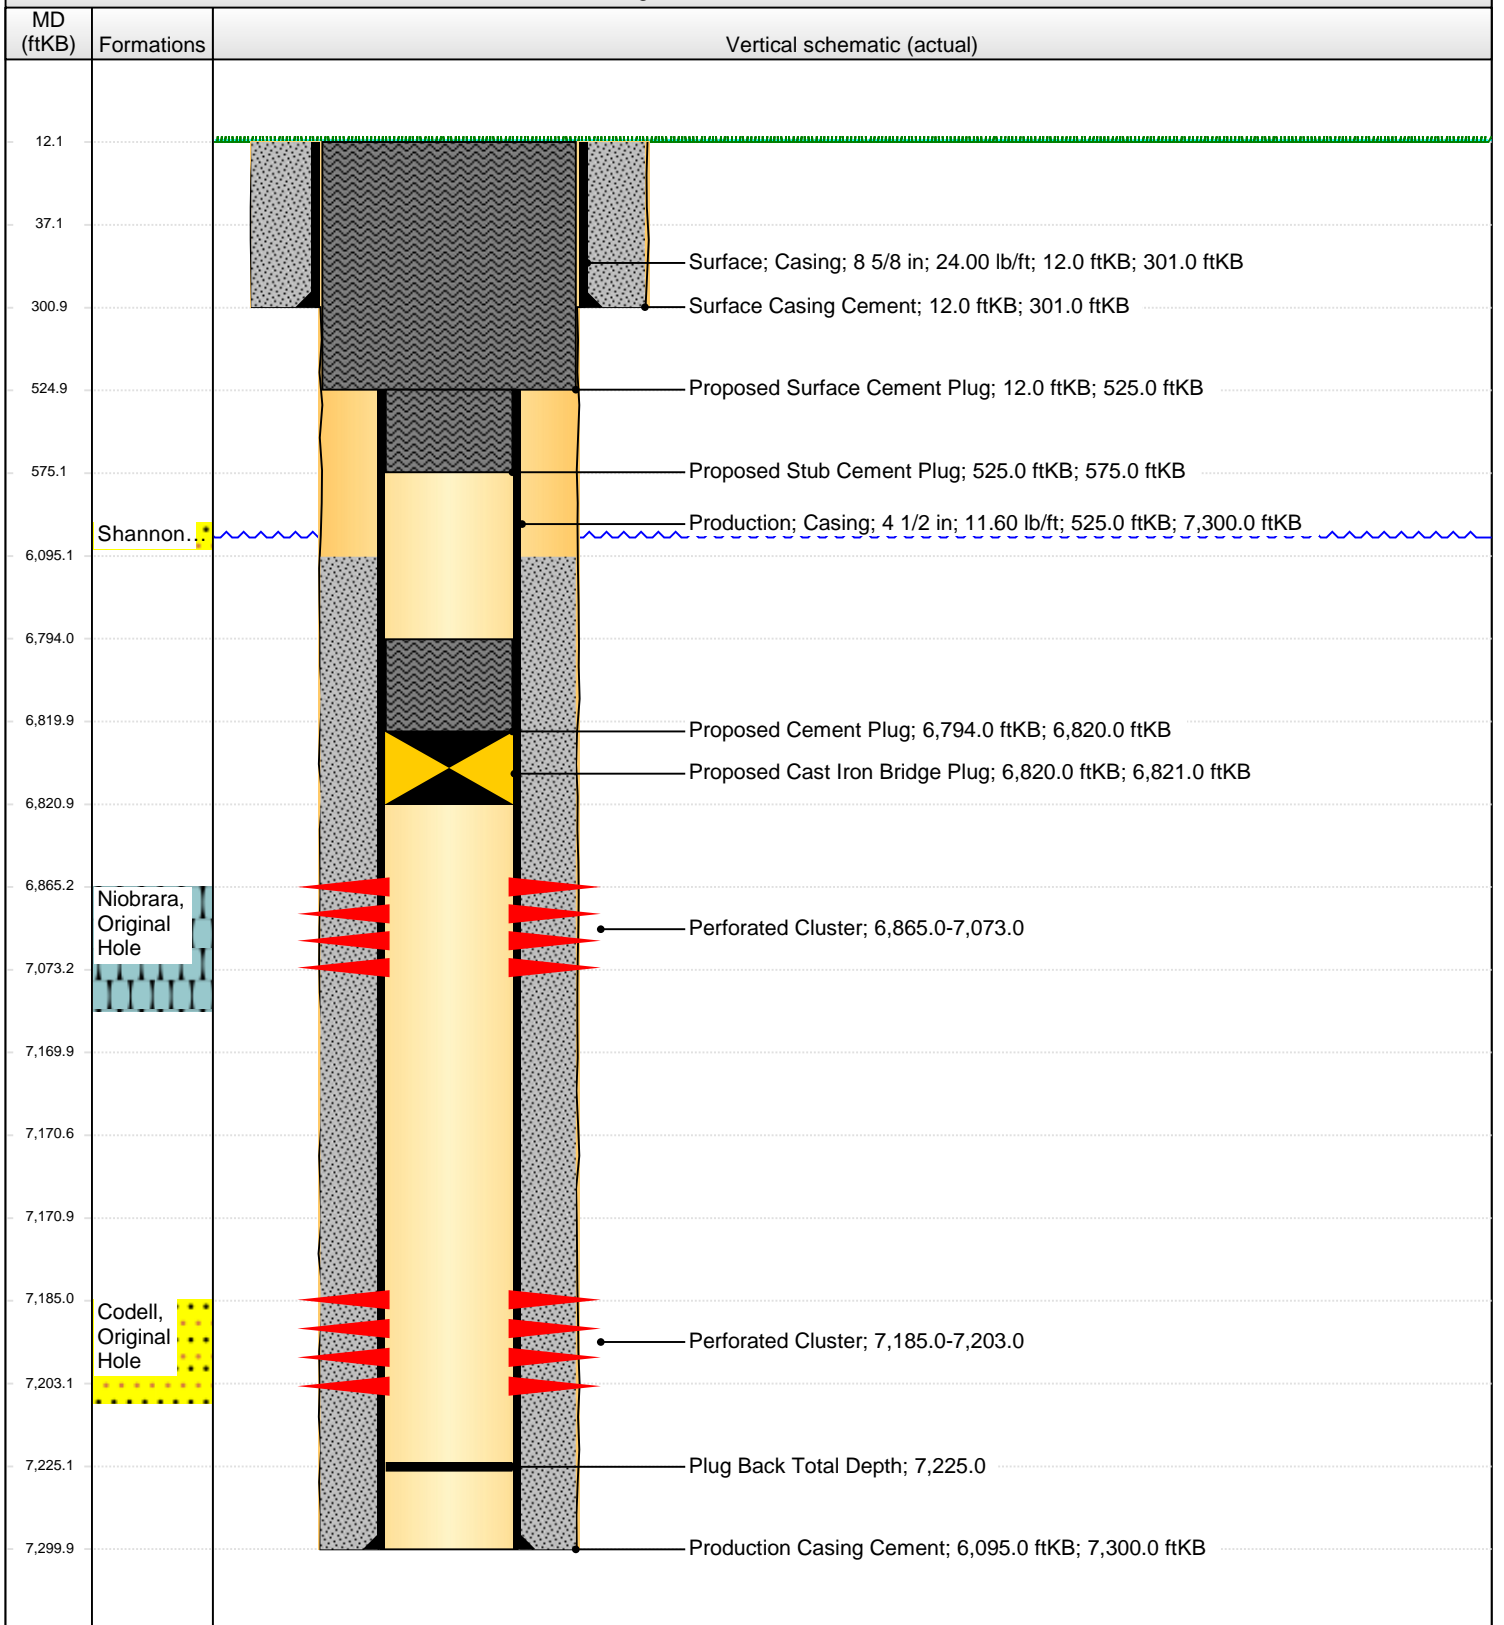 MD
(ftKB)
Formations
Vertical schematic (actual)
12.1
37.1
Surface; Casing; 8 5/8 in; 24.00 lb/ft; 12.0 ftKB; 301.0 ftKB
300.9
Surface Casing Cement; 12.0 ftKB; 301.0 ftKB
524.9
Proposed Surface Cement Plug; 12.0 ftKB; 525.0 ftKB
575.1
Proposed Stub Cement Plug; 525.0 ftKB; 575.0 ftKB
Shannon...
Production; Casing; 4 1/2 in; 11.60 lb/ft; 525.0 ftKB; 7,300.0 ftKB
6,095.1
6,794.0
6,819.9
Proposed Cement Plug; 6,794.0 ftKB; 6,820.0 ftKB
Proposed Cast Iron Bridge Plug; 6,820.0 ftKB; 6,821.0 ftKB
6,820.9
6,865.2
Niobrara,
Original
Hole
Perforated Cluster; 6,865.0-7,073.0
7,073.2
7,169.9
7,170.6
7,170.9
7,185.0
Codell,
Original
Hole
Perforated Cluster; 7,185.0-7,203.0
7,203.1
7,225.1
Plug Back Total Depth; 7,225.0
7,299.9
Production Casing Cement; 6,095.0 ftKB; 7,300.0 ftKB